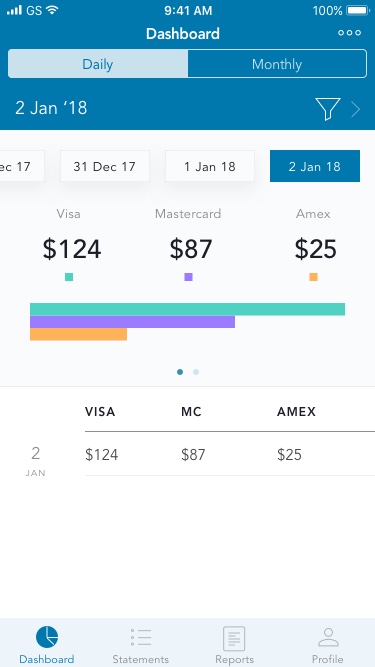 GS 9:41 AM 100%
Dashboard
Daily Monthly
2 Jan ‘18
ec 17 31 Dec 17 1 Jan 18 2 Jan 18
Visa Mastercard Amex
$124 $87 $25
VISA MC AMEX
2 $124 $87 $25
JAN
Dashboard Statements Reports Profile